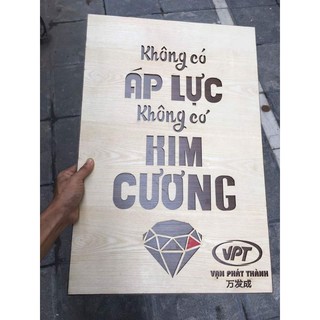 Không có
ÁP LỰC
Không có
KIM
CƯƠNG
VPT
VẠN PHÁT THÀNH
万发成